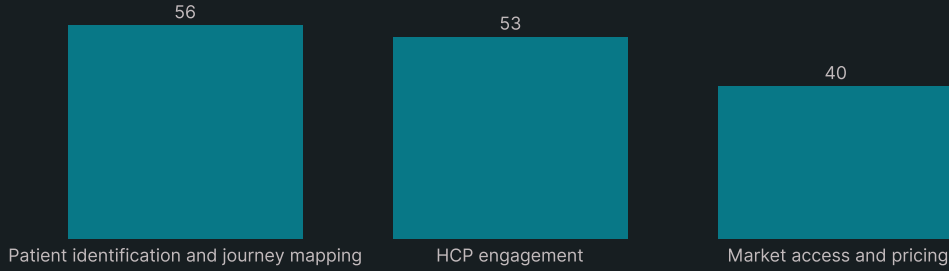 56
53
40
Patient identification and journey mapping
HCP engagement
Market access and pricing